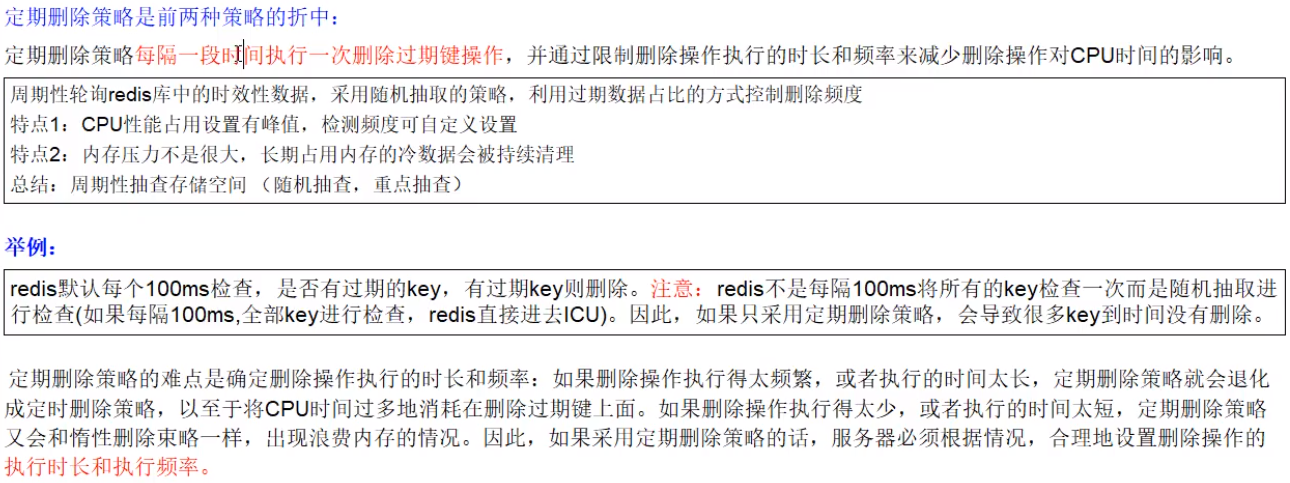 定期删除策略是前两种策略的折中：
定期删除策略每隔一段时间执行一次删除过期键操作，并通过限制删除操作执行的时长和频率来减少删除操作对CPU时间的影响。
周期性轮询redis库中的时效性数据，采用随机抽取的策略，利用过期数据占比的方式控制删除频度
特点1：CPU性能占用设置有峰值，检测频度可自定义设置
特点2：内存压力不是很大，长期占用内存的冷数据会被持续清理
总结：周期性抽查存储空间 （随机抽查，重点抽查）
举例：
redis默认每个100ms检查，是否有过期的key，有过期key则删除。注意：redis不是每隔100ms将所有的key检查一次而是随机抽取进
行检查(如果每隔100ms,全部key进行检查，redis直接进去ICU)。因此，如果只采用定期删除策略，会导致很多key到时间没有删除。
定期删除策略的难点是确定删除操作执行的时长和频率：如果删除操作执行得太频繁，或者执行的时间太长，定期删除策略就会退化
成定时删除策略，以至于将CPU时间过多地消耗在删除过期键上面。如果删除操作执行得太少，或者执行的时间太短，定期删除策略
又会和惰性删除束略一样，出现浪费内存的情况。因此，如果采用定期删除策略的话，服务器必须根据情况，合理地设置删除操作的
执行时长和执行频率。